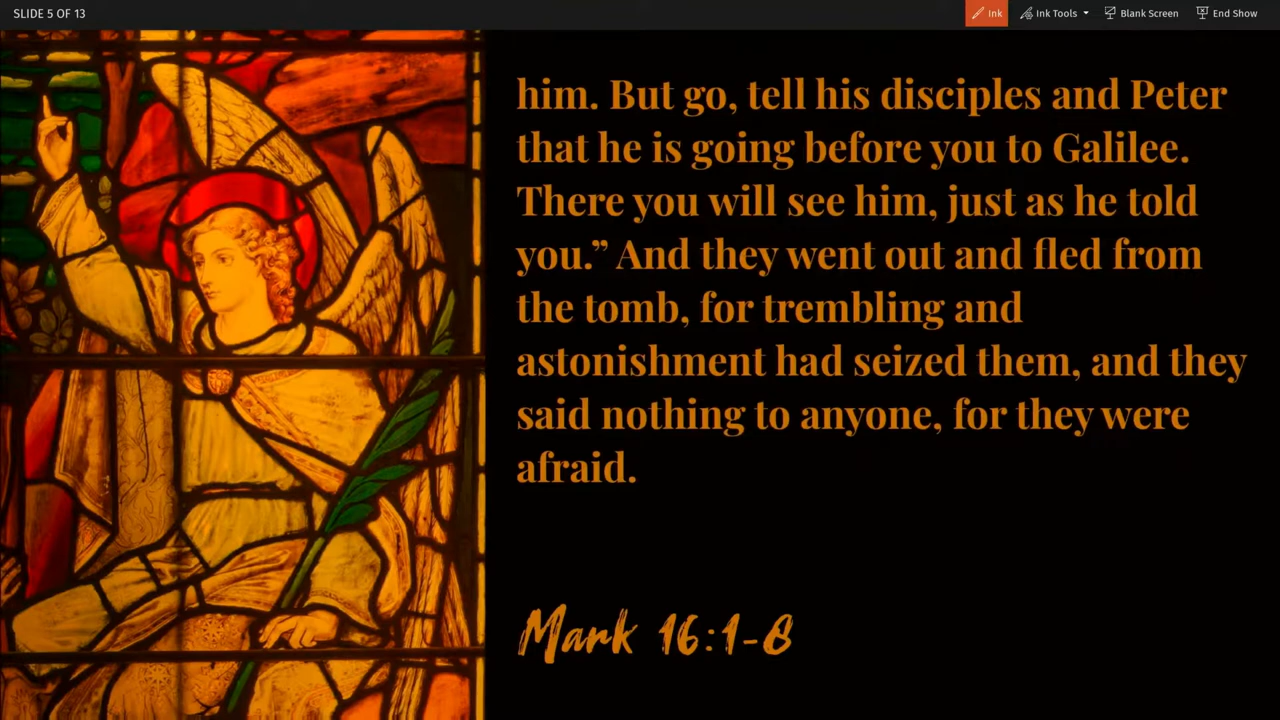 SLIDE 5 OF 13
Ink
Ink Tools
Blank Screen
End Show
him. But go, tell his disciples and Peter
that he is going before you to Galilee.
There you will see him, just as he told
you.” And they went out and fled from
the tomb, for trembling and
astonishment had seized them, and they
said nothing to anyone, for they were
afraid.
Mark 16:1-8